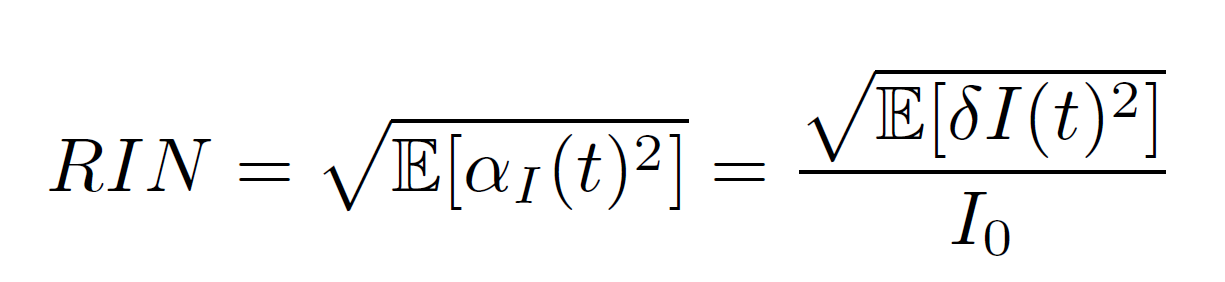 $RIN = \sqrt{\mathbb{E}[\alpha_I(t)^2]} = \frac{\sqrt{\mathbb{E}[\delta I(t)^2]}}{I_0}$